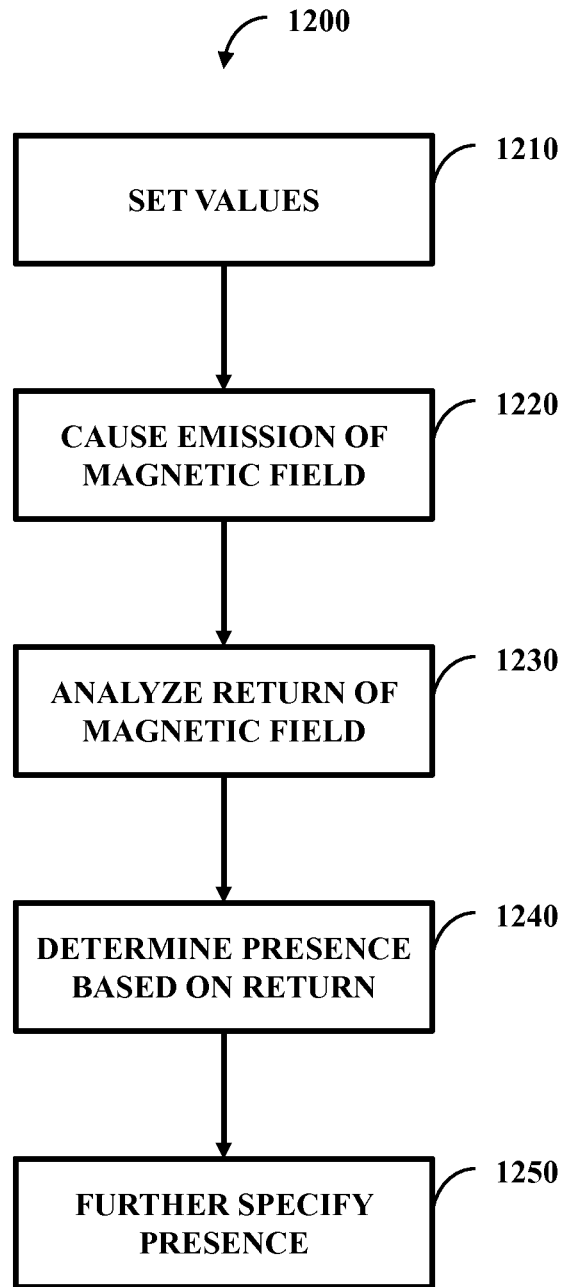 1200
1210
SET VALUES
1220
CAUSE EMISSION OF
MAGNETIC FIELD
1230
ANALYZE RETURN OF
MAGNETIC FIELD
1240
DETERMINE PRESENCE
BASED ON RETURN
1250
FURTHER SPECIFY
PRESENCE